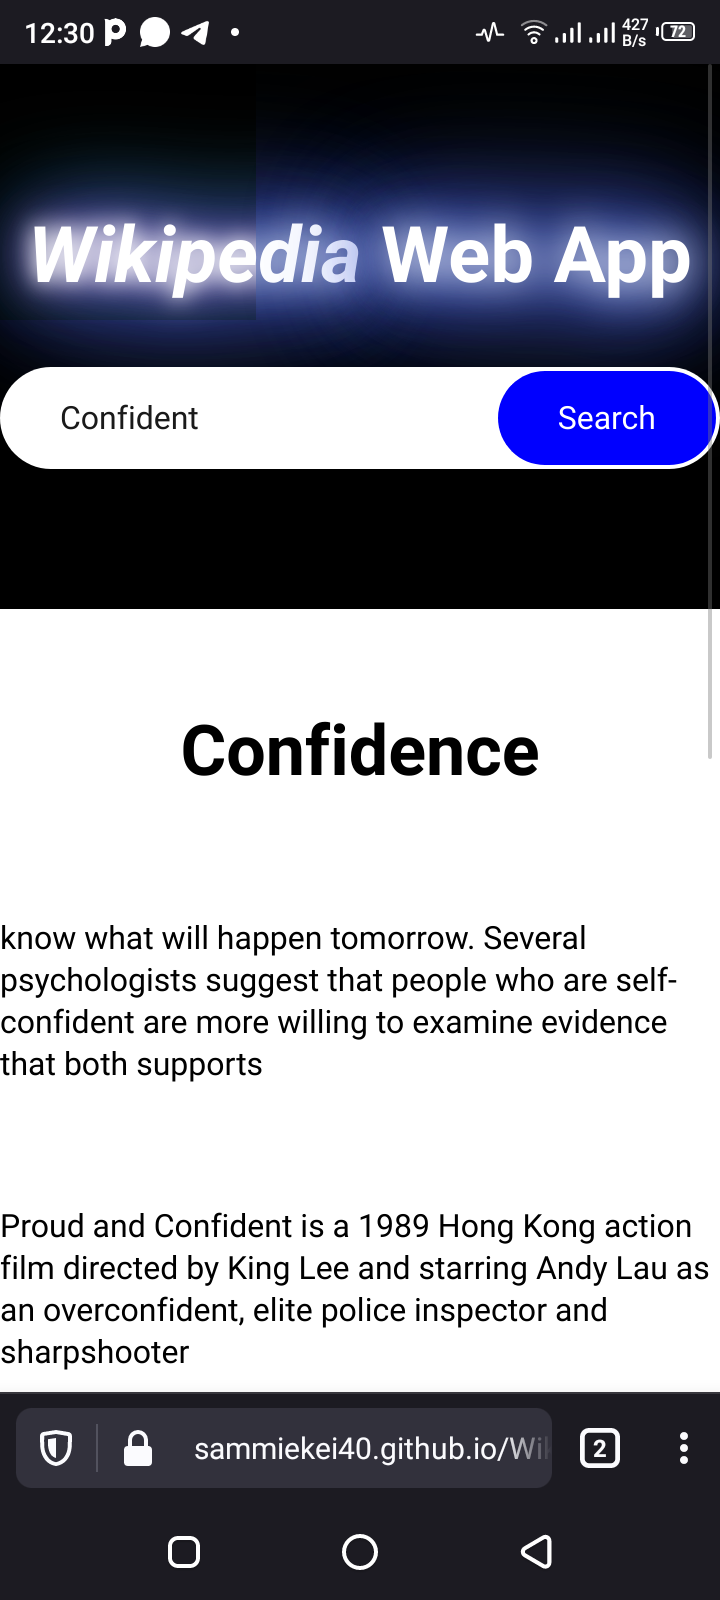 12:30
427
B/s
72
Wikipedia Web App
Confident
Search
Confidence
know what will happen tomorrow. Several
psychologists suggest that people who are self-
confident are more willing to examine evidence
that both supports
Proud and Confident is a 1989 Hong Kong action
film directed by King Lee and starring Andy Lau as
an overconfident, elite police inspector and
sharpshooter
sammiekei40.github.io/Wik
2